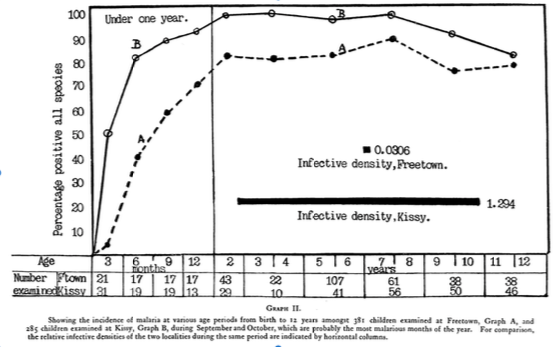 100
Under one year.
B
B
90
A
80
70
60
50
A
40
30
20
10
Percentage positive all species
0.0306
Infective density, Freetown.
1.294
Infective density, Kissy.
Age 3 6 9 12 2 3 4 5 6 7 8 9 10 11 12
months years
Number F'town 21 17 17 17 43 22 107 61 38 38
examined Kissy 31 19 19 13 29 10 41 56 50 46
GRAPH II.
Showing the incidence of malaria at various age periods from birth to 12 years amongst 381 children examined at Freetown, Graph A, and
285 children examined at Kissy, Graph B, during September and October, which are probably the most malarious months of the year. For comparison,
the relative infective densities of the two localities during the same period are indicated by horizontal columns.